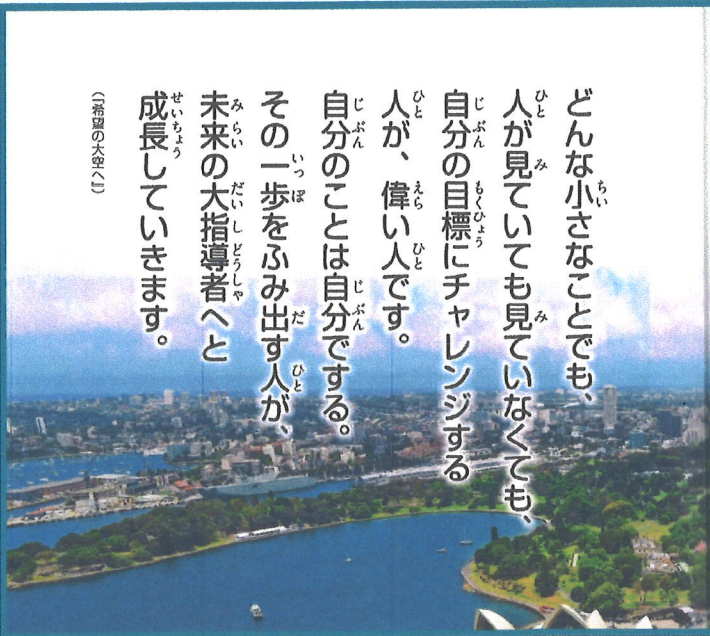 どんな小さなことでも、
人が見ていても見ていなくても、
自分の目標にチャレンジする
人が、偉い人です。
自分のことは自分でする。
その一歩をふみ出す人が、
未来の大指導者へと
成長していきます。
(『希望の大空へ』)